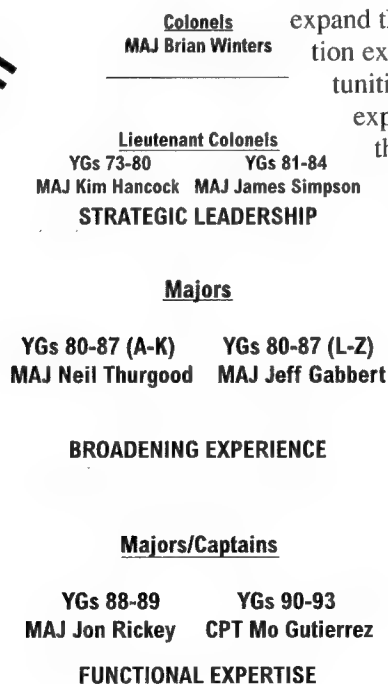 Colonels
MAJ Brian Winters
expand
tion
tuniti
exp
Lieutenant Colonels
YGs 73-80 YGs 81-84
MAJ Kim Hancock MAJ James Simpson
STRATEGIC LEADERSHIP
Majors
YGs 80-87 (A-K) YGs 80-87 (L-Z)
MAJ Neil Thurgood MAJ Jeff Gabbert
BROADENING EXPERIENCE
Majors/Captains
YGs 88-89 YGs 90-93
MAJ Jon Rickey CPT Mo Gutierrez
FUNCTIONAL EXPERTISE